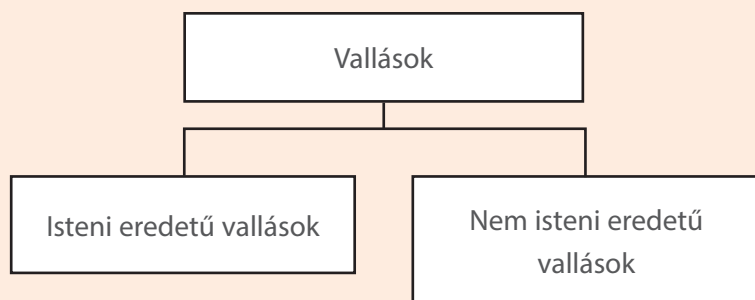 Vallások
Isteni eredetű vallások
Nem isteni eredetű
vallások